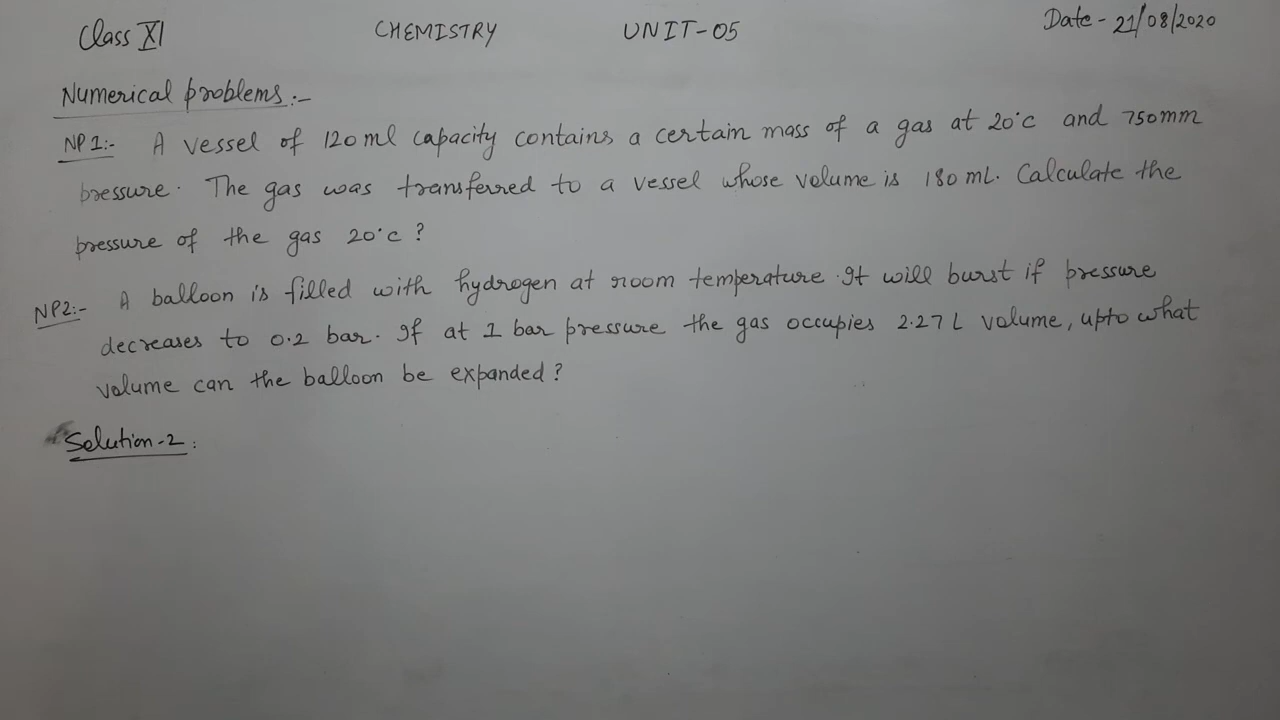 Class XI CHEMISTRY UNIT-05 Date - 21/08/2020
Numerical problems :-
NP 1:- A vessel of 120 ml capacity contains a certain mass of a gas at 20°c and 750mm
pressure. The gas was transferred to a vessel whose volume is 180 mL. Calculate the
pressure of the gas 20°c ?
NP2:- A balloon is filled with hydrogen at room temperature. It will burst if pressure
decreases to 0.2 bar. If at 1 bar pressure the gas occupies 2.27 L volume, upto what
volume can the balloon be expanded ?
Solution-2 :